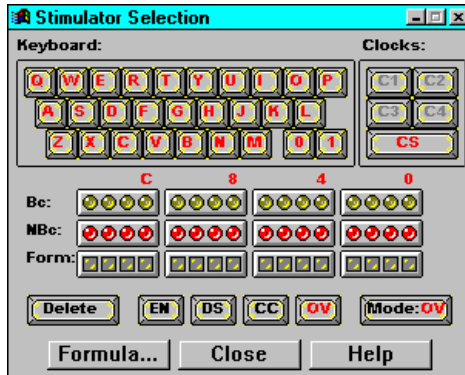 Stimulator Selection
Keyboard: Clocks:
Q W E R T Y U I O P C1 C2
A S D F G H J K L C3 C4
Z X C V B N M 0 1 CS
C 8 4 0
Bc:
NBc:
Form:
Delete EN DS CC OV Mode:OV
Formula... Close Help